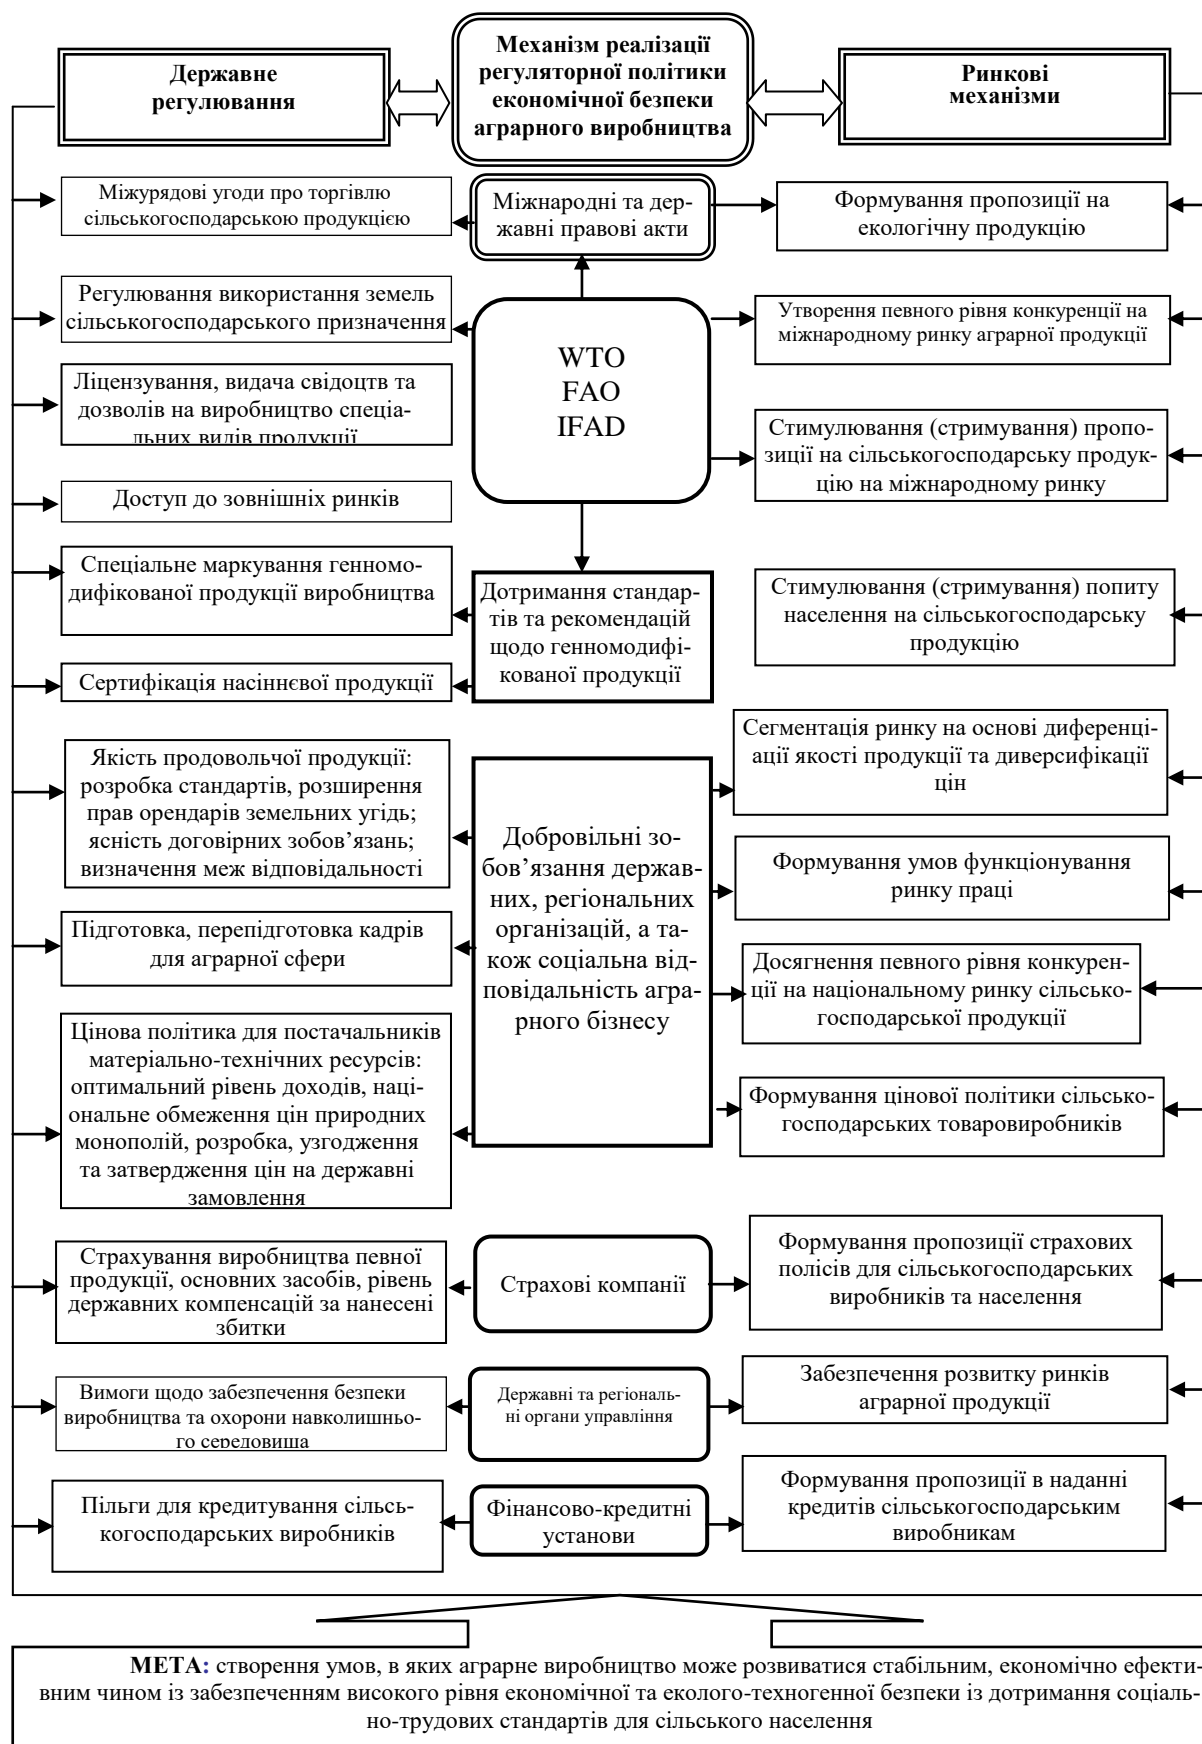 Державне
регулювання
Механізм реалізації
регуляторної політики
економічної безпеки
аграрного виробництва
Ринкові
механізми
Міжурядові угоди про торгівлю
сільськогосподарською продукцією
Міжнародні та дер-
жавні правові акти
Формування пропозиції на
екологічну продукцію
Регулювання використання земель
сільськогосподарського призначення
WTO
FAO
IFAD
Утворення певного рівня конкуренції на
міжнародному ринку аграрної продукції
Ліцензування, видача свідоцтв та
дозволів на виробництво спеціа-
льних видів продукції
Стимулювання (стримування) пропо-
зиції на сільськогосподарську продук-
цію на міжнародному ринку
Доступ до зовнішніх ринків
Спеціальне маркування генномо-
дифікованої продукції виробництва
Дотримання стандар-
тів та рекомендацій
щодо генномодифі-
кованої продукції
Стимулювання (стримування) попиту
населення на сільськогосподарську
продукцію
Сертифікація насіннєвої продукції
Якість продовольчої продукції:
розробка стандартів, розширення
прав орендарів земельних угідь;
ясність договірних зобов’язань;
визначення меж відповідальності
Добровільні зо-
бов’язання держав-
них, регіональних
організацій, а та-
кож соціальна від-
повідальність агра-
рного бізнесу
Сегментація ринку на основі диференці-
ації якості продукції та диверсифікації
цін
Формування умов функціонування
ринку праці
Підготовка, перепідготовка кадрів
для аграрної сфери
Досягнення певного рівня конкурен-
ції на національному ринку сільсько-
господарської продукції
Цінова політика для постачальників
матеріально-технічних ресурсів:
оптимальний рівень доходів, наці-
ональне обмеження цін природних
монополій, розробка, узгодження
та затвердження цін на державні
замовлення
Формування цінової політики сільсько-
господарських товаровиробників
Страхування виробництва певної
продукції, основних засобів, рівень
державних компенсацій за нанесені
збитки
Страхові компанії
Формування пропозиції страхових
полісів для сільськогосподарських
виробників та населення
Вимоги щодо забезпечення безпеки
виробництва та охорони навколишньо-
го середовища
Державні та регіональ-
ні органи управління
Забезпечення розвитку ринків
аграрної продукції
Пільги для кредитування сільсь-
когосподарських виробників
Фінансово-кредитні
установи
Формування пропозиції в наданні
кредитів сільськогосподарським
виробникам
МЕТА: створення умов, в яких аграрне виробництво може розвиватися стабільним, економічно ефекти-
вним чином із забезпеченням високого рівня економічної та еколого-техногенної безпеки із дотримання соціаль-
но-трудових стандартів для сільського населення